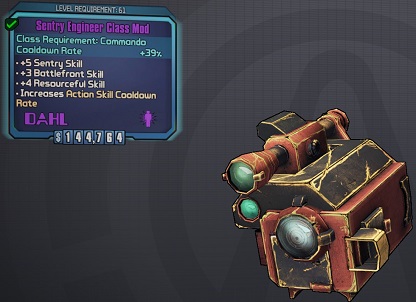 LEVEL REQUIREMENT: 61
Sentry Engineer Class Mod
Class Requirement: Commando
Cooldown Rate +39%
• +5 Sentry Skill
• +3 Battlefront Skill
• +4 Resourceful Skill
• Increases Action Skill Cooldown
Rate
DAHL
$ 144,764